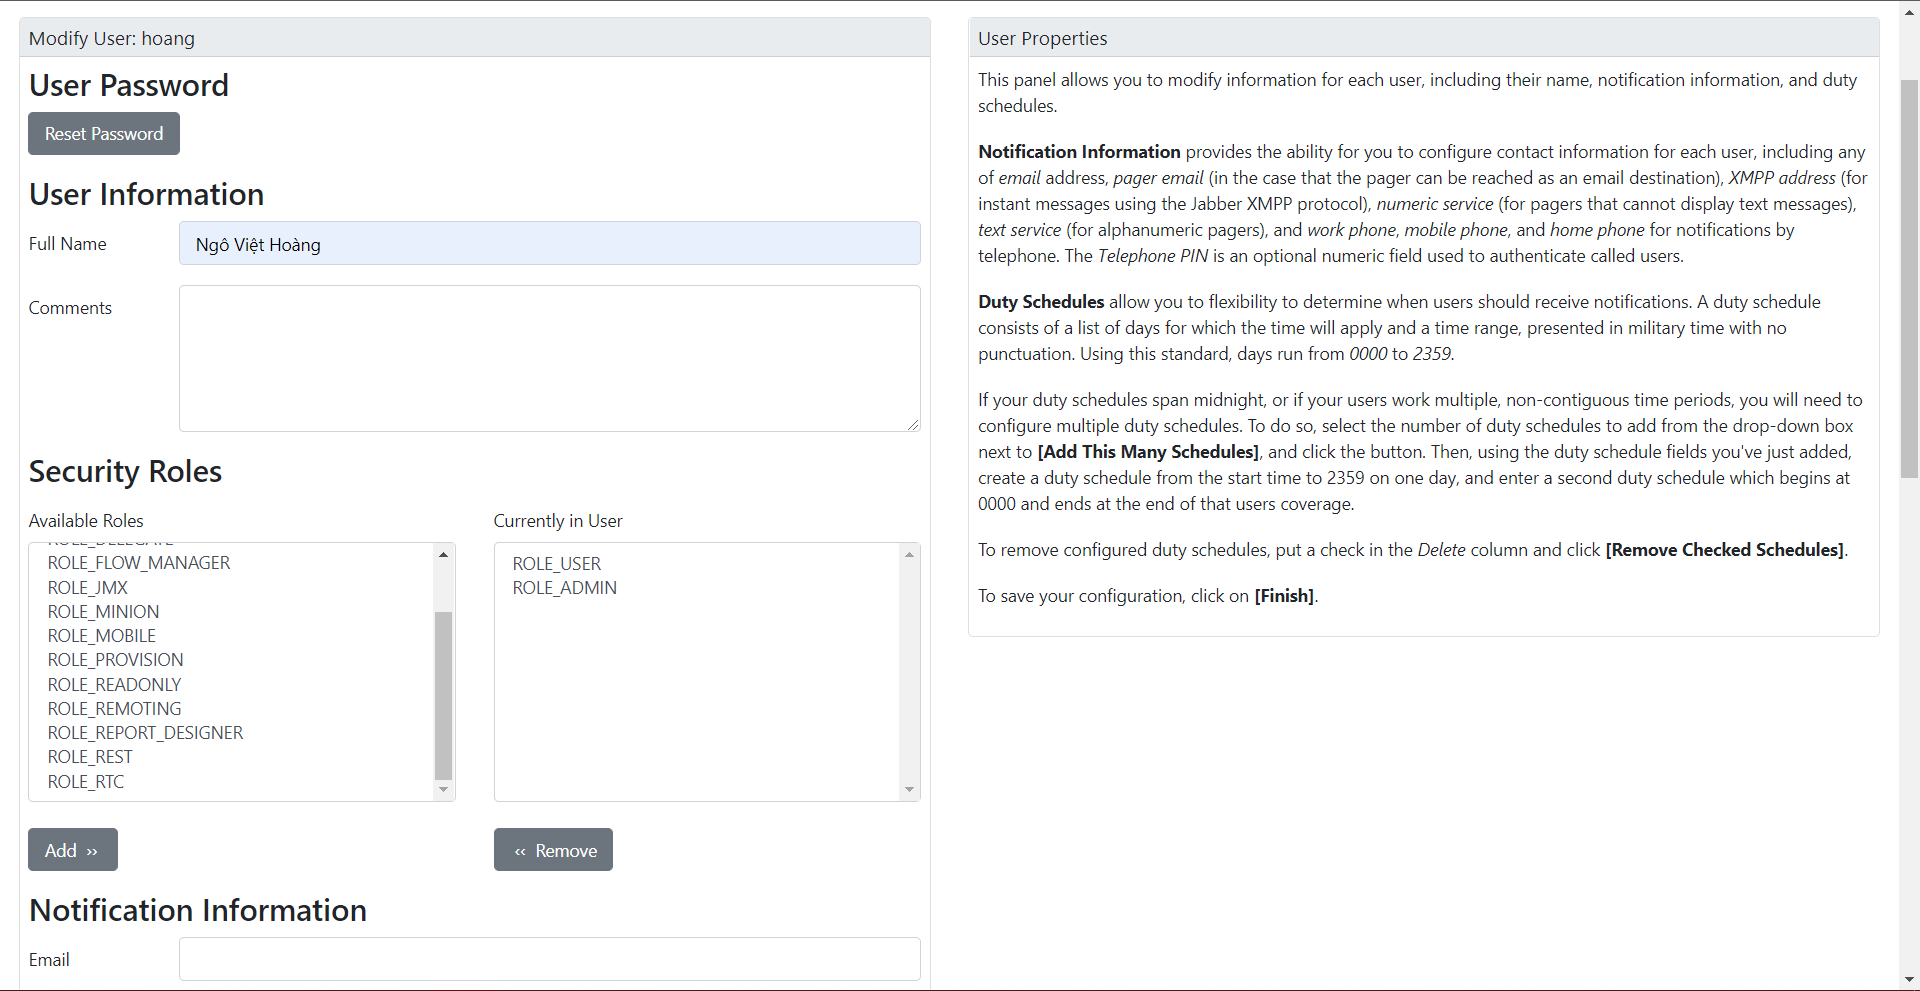 Modify User: hoang
User Password
Reset Password
User Information
Full Name
Ngô Việt Hoàng
Comments
Security Roles
Available Roles
ROLE_DELEGATE
ROLE_FLOW_MANAGER
ROLE_JMX
ROLE_MINION
ROLE_MOBILE
ROLE_PROVISION
ROLE_READONLY
ROLE_REMOTING
ROLE_REPORT_DESIGNER
ROLE_REST
ROLE_RTC
Add ››
Currently in User
ROLE_USER
ROLE_ADMIN
‹‹ Remove
Notification Information
Email
User Properties
This panel allows you to modify information for each user, including their name, notification information, and duty
schedules.
Notification Information provides the ability for you to configure contact information for each user, including any
of email address, pager email (in the case that the pager can be reached as an email destination), XMPP address (for
instant messages using the Jabber XMPP protocol), numeric service (for pagers that cannot display text messages),
text service (for alphanumeric pagers), and work phone, mobile phone, and home phone for notifications by
telephone. The Telephone PIN is an optional numeric field used to authenticate called users.
Duty Schedules allow you to flexibility to determine when users should receive notifications. A duty schedule
consists of a list of days for which the time will apply and a time range, presented in military time with no
punctuation. Using this standard, days run from 0000 to 2359.
If your duty schedules span midnight, or if your users work multiple, non-contiguous time periods, you will need to
configure multiple duty schedules. To do so, select the number of duty schedules to add from the drop-down box
next to [Add This Many Schedules], and click the button. Then, using the duty schedule fields you've just added,
create a duty schedule from the start time to 2359 on one day, and enter a second duty schedule which begins at
0000 and ends at the end of that users coverage.
To remove configured duty schedules, put a check in the Delete column and click [Remove Checked Schedules].
To save your configuration, click on [Finish].